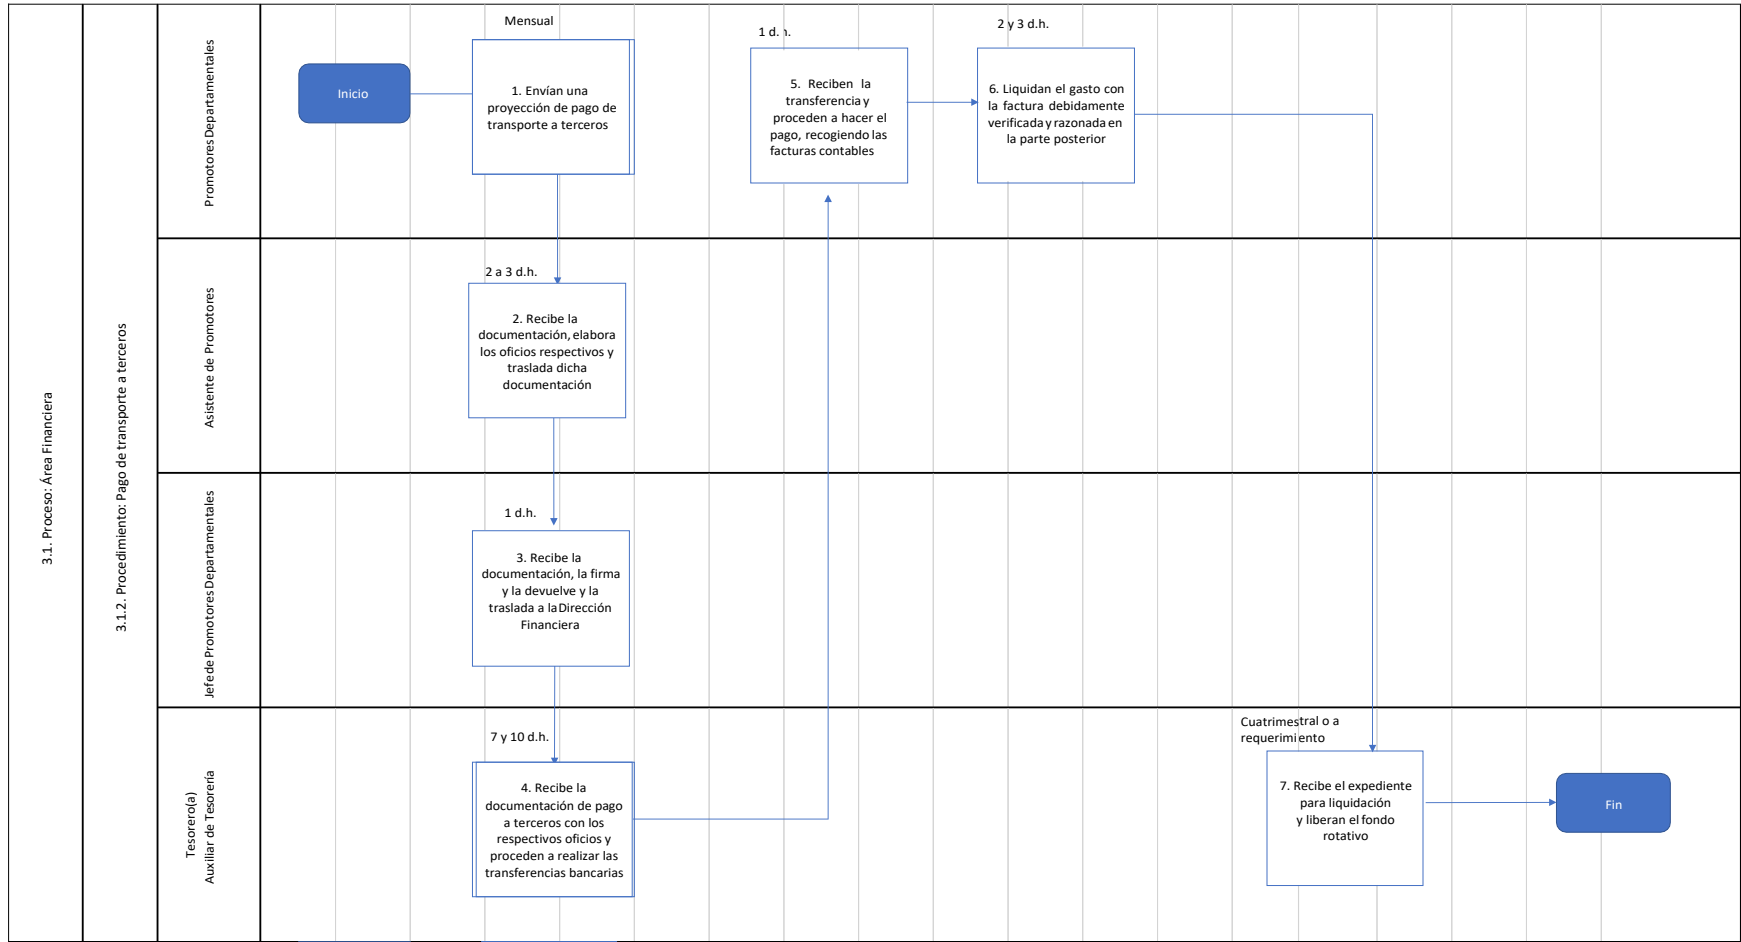 3.1. Proceso: Área Financiera
3.1.2. Procedimiento: Pago de transporte a terceros
Promotores Departamentales
Inicio
Mensual
1. Envían una
proyección de pago de
transporte a terceros
1 d. h.
5. Reciben la
transferencia y
proceden a hacer el
pago, recogiendo las
facturas contables
2 y 3 d.h.
6. Liquidan el gasto con
la factura debidamente
verificada y razonada en
la parte posterior
Asistente de Promotores
2 a 3 d.h.
2. Recibe la
documentación, elabora
los oficios respectivos y
traslada dicha
documentación
Jefe de Promotores Departamentales
1 d.h.
3. Recibe la
documentación, la firma
y la devuelve y la
traslada a la Dirección
Financiera
Tesorero(a)
Auxiliar de Tesorería
7 y 10 d.h.
4. Recibe la
documentación de pago
a terceros con los
respectivos oficios y
proceden a realizar las
transferencias bancarias
Cuatrimestral o a
requerimiento
7. Recibe el expediente
para liquidación
y liberan el fondo
rotativo
Fin